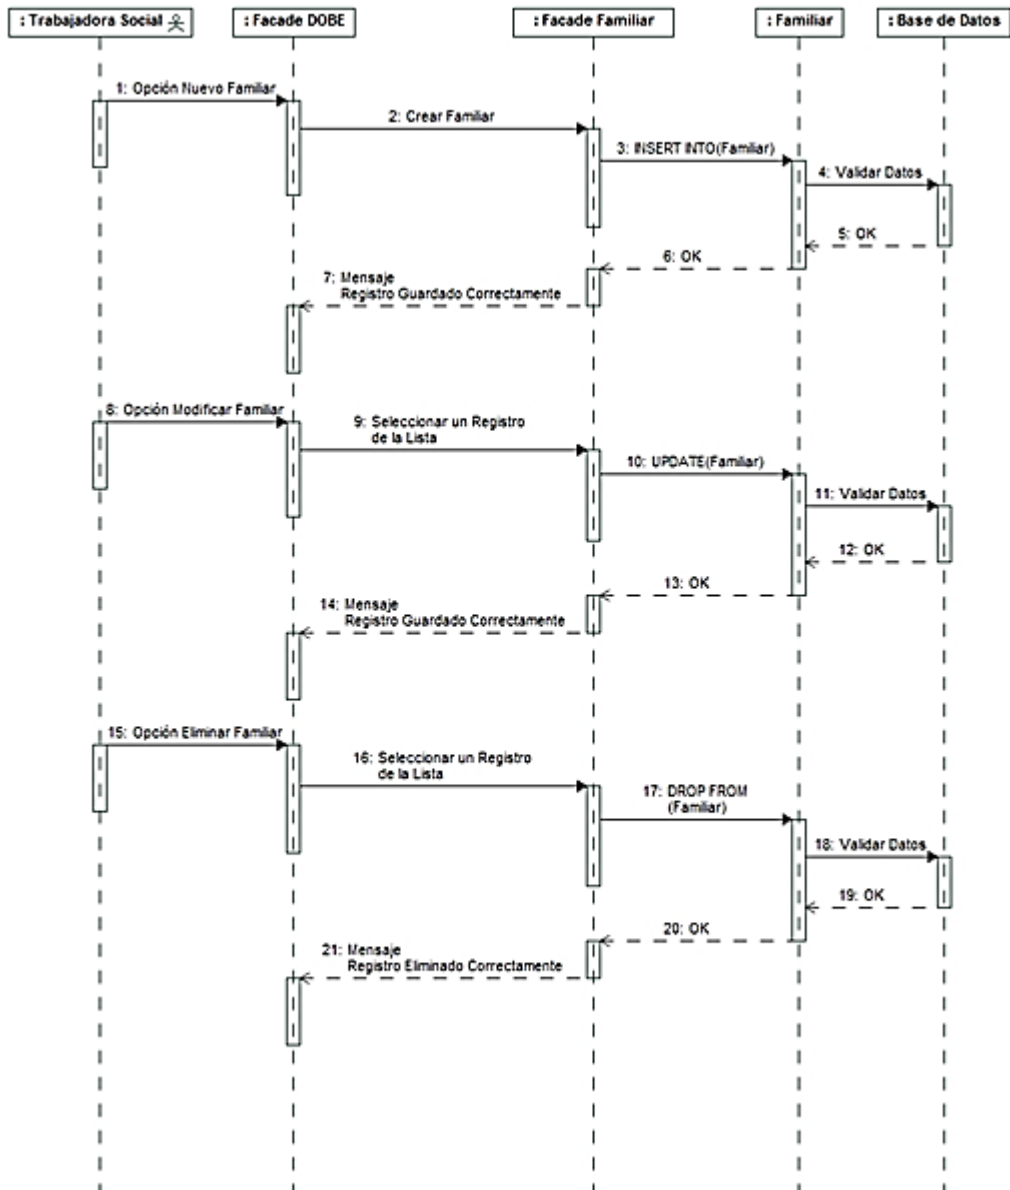 : Trabajadora Social
: Facade DOBE
: Facade Familiar
: Familiar
: Base de Datos
1: Opción Nuevo Familiar
2: Crear Familiar
3: INSERT INTO(Familiar)
4: Validar Datos
5: OK
6: OK
7: Mensaje
Registro Guardado Correctamente
8: Opción Modificar Familiar
9: Seleccionar un Registro
de la Lista
10: UPDATE(Familiar)
11: Validar Datos
12: OK
13: OK
14: Mensaje
Registro Guardado Correctamente
15: Opción Eliminar Familiar
16: Seleccionar un Registro
de la Lista
17: DROP FROM
(Familiar)
18: Validar Datos
19: OK
20: OK
21: Mensaje
Registro Eliminado Correctamente